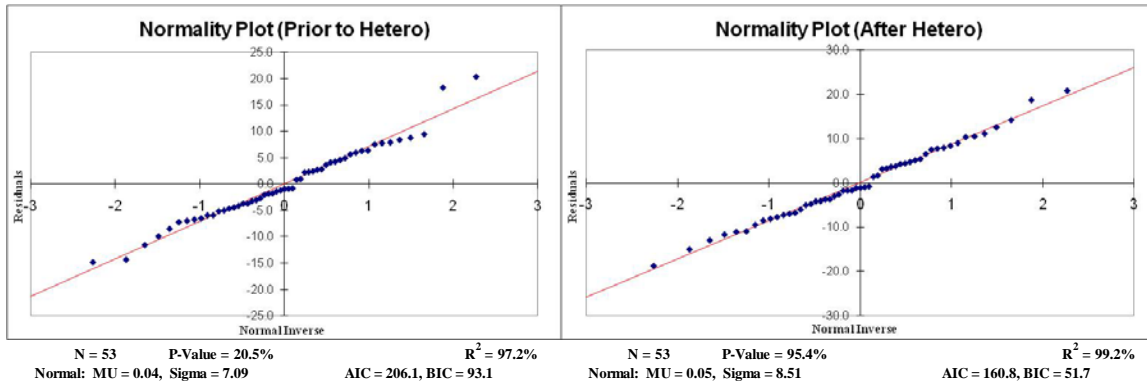 Normality Plot (Prior to Hetero)
25.0
20.0
15.0
10.0
5.0
0.0
-5.0
-10.0
-15.0
-20.0
-25.0
-3 -2 -1 0 1 2 3
Residuals
Normal Inverse
N = 53 P-Value = 20.5% R² = 97.2%
Normal: MU = 0.04, Sigma = 7.09 AIC = 206.1, BIC = 93.1
Normality Plot (After Hetero)
30.0
20.0
10.0
0.0
-10.0
-20.0
-30.0
-3 -2 -1 0 1 2 3
Residuals
Normal Inverse
N = 53 P-Value = 95.4% R² = 99.2%
Normal: MU = 0.05, Sigma = 8.51 AIC = 160.8, BIC = 51.7